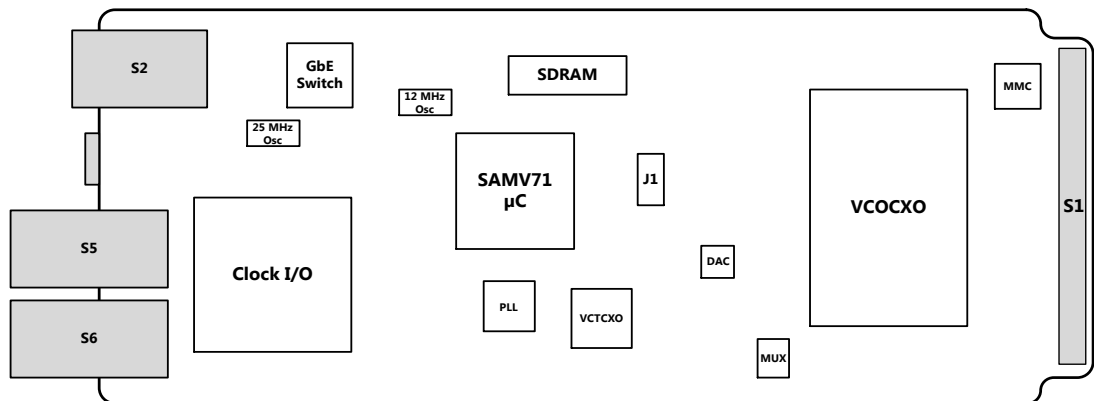 S2
GbE
Switch
SDRAM
MMC
12 MHz
Osc
25 MHz
Osc
SAMV71
µC
J1
VCOCXO
S1
S5
Clock I/O
DAC
PLL
VCTCXO
S6
MUX